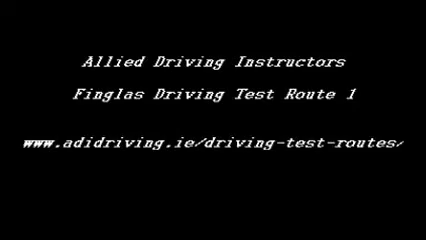 Allied Driving Instructors
Finglas Driving Test Route 1
www.adidriving.ie/driving-test-routes/